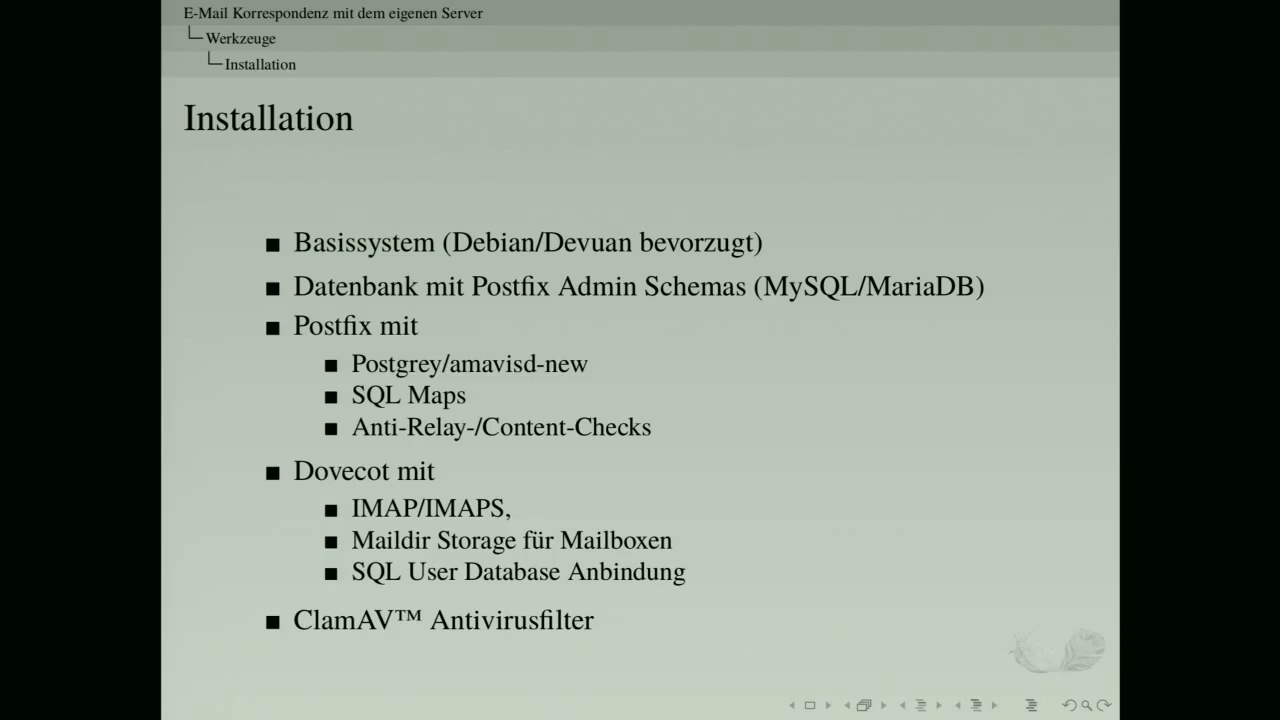 E-Mail Korrespondenz mit dem eigenen Server
Werkzeuge
Installation
Installation
Basissystem (Debian/Devuan bevorzugt)
Datenbank mit Postfix Admin Schemas (MySQL/MariaDB)
Postfix mit
Postgrey/amavisd-new
SQL Maps
Anti-Relay-/Content-Checks
Dovecot mit
IMAP/IMAPS,
Maildir Storage für Mailboxen
SQL User Database Anbindung
ClamAV™ Antivirusfilter